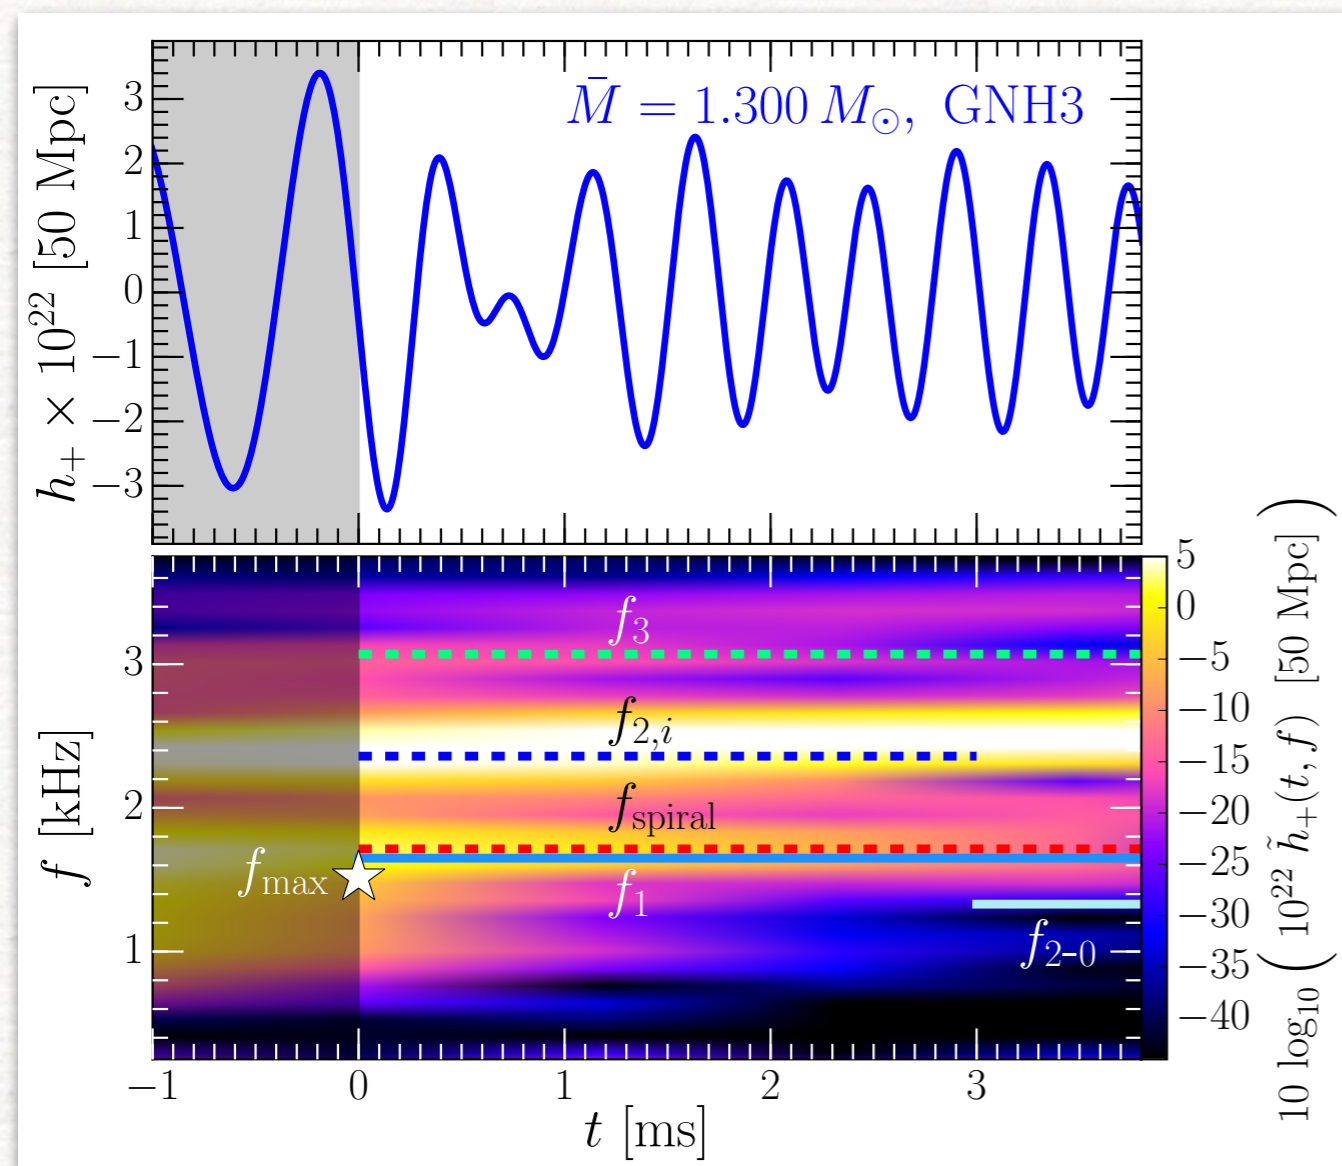 M̄ = 1.300 M⊙, GNH3
h₊ × 10²² [50 Mpc]
3
2
1
0
−1
−2
−3
f₃
f₂,ᵢ
f_spiral
f_max
f₁
f₂₋₀
f [kHz]
3
2
1
−1
0
1
2
3
t [ms]
5
0
−5
−10
−15
−20
−25
−30
−35
−40
10 log₁₀ ( 10²² h̃₊(t, f) [50 Mpc] )